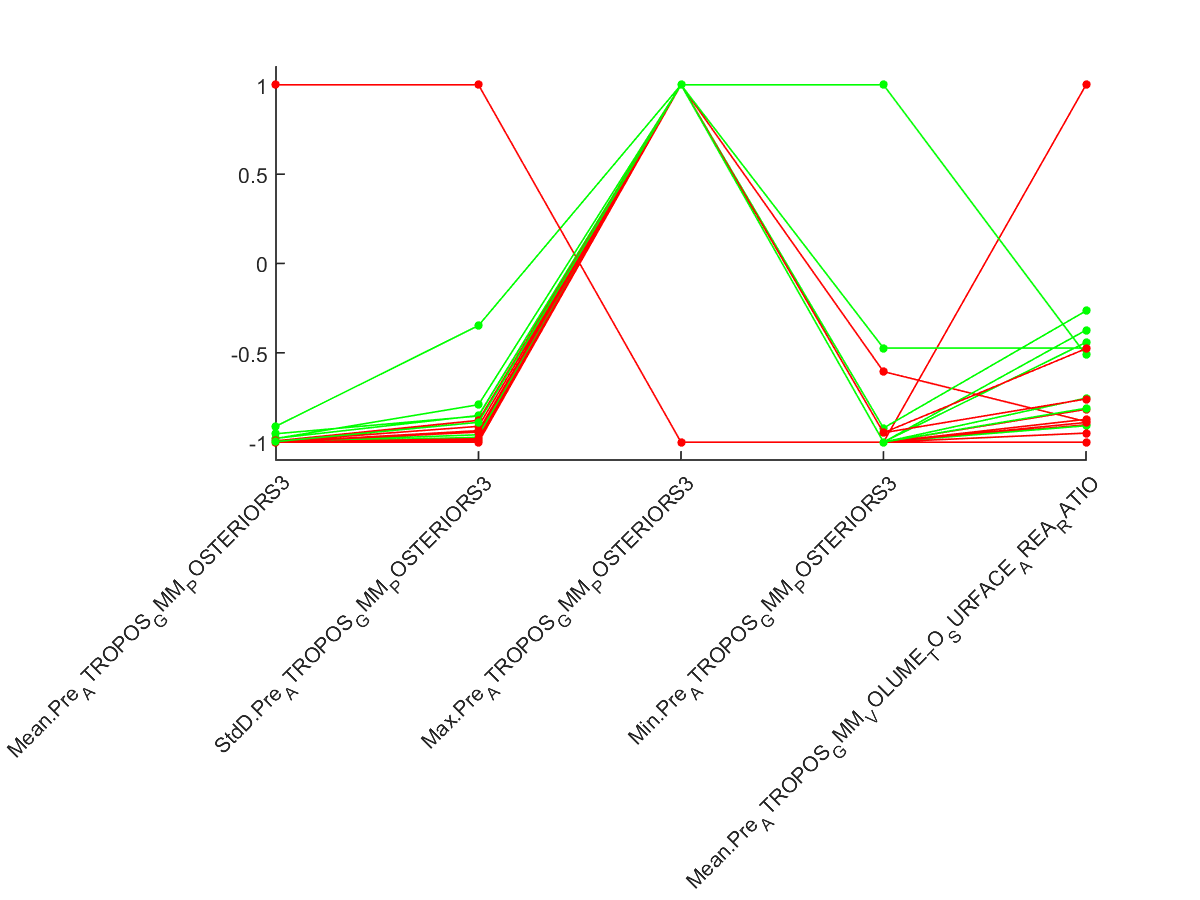 1
0.5
0
-0.5
-1
Mean.Pre_ATROPOS_GMM_POSTERIORS3
StdD.Pre_ATROPOS_GMM_POSTERIORS3
Max.Pre_ATROPOS_GMM_POSTERIORS3
Min.Pre_ATROPOS_GMM_POSTERIORS3
Mean.Pre_ATROPOS_GMM_VOLUME_TO_SURFACE_AREA_RATIO